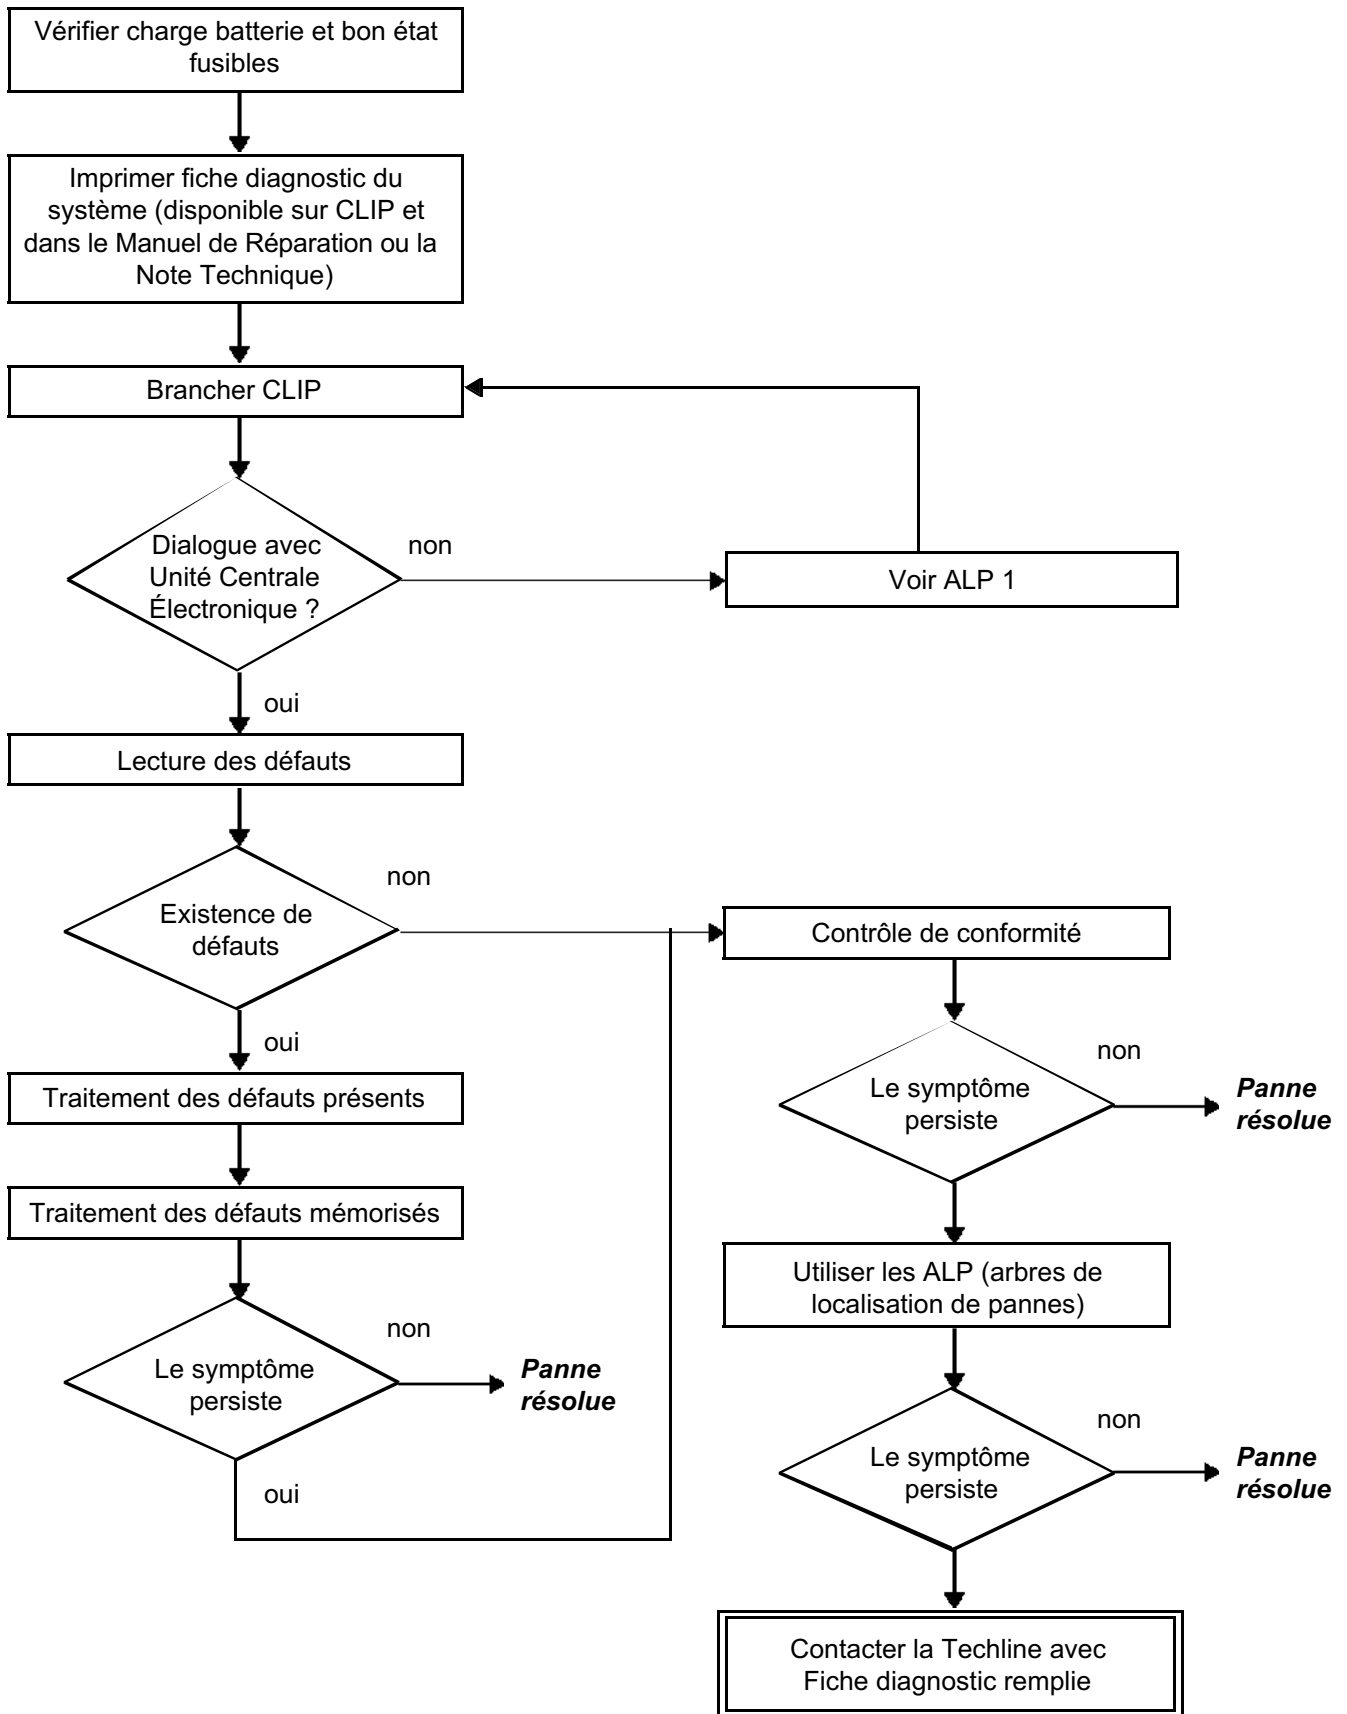 Vérifier charge batterie et bon état
fusibles
Imprimer fiche diagnostic du
système (disponible sur CLIP et
dans le Manuel de Réparation ou la
Note Technique)
Brancher CLIP
Dialogue avec
Unité Centrale
Électronique ?
non
Voir ALP 1
oui
Lecture des défauts
Existence de
défauts
non
Contrôle de conformité
oui
Traitement des défauts présents
Traitement des défauts mémorisés
Le symptôme
persiste
non
Panne
résolue
oui
Le symptôme
persiste
non
Panne
résolue
Utiliser les ALP (arbres de
localisation de pannes)
Le symptôme
persiste
non
Panne
résolue
Contacter la Techline avec
Fiche diagnostic remplie